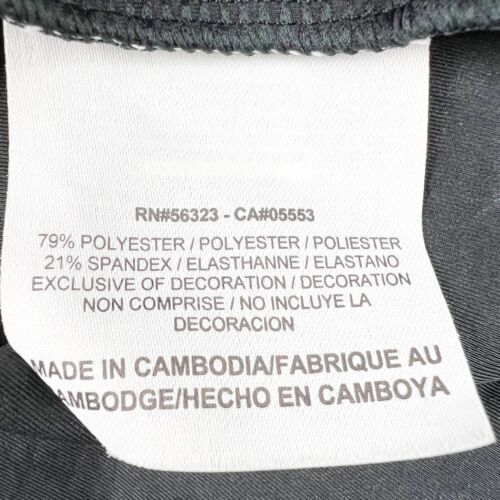 RN#56323 - CA#05553
79% POLYESTER / POLYESTER / POLIESTER
21% SPANDEX / ELASTHANNE / ELASTANO
EXCLUSIVE OF DECORATION / DECORATION
NON COMPRISE / NO INCLUYE LA
DECORACION
MADE IN CAMBODIA/FABRIQUE AU
CAMBODGE/HECHO EN CAMBOYA